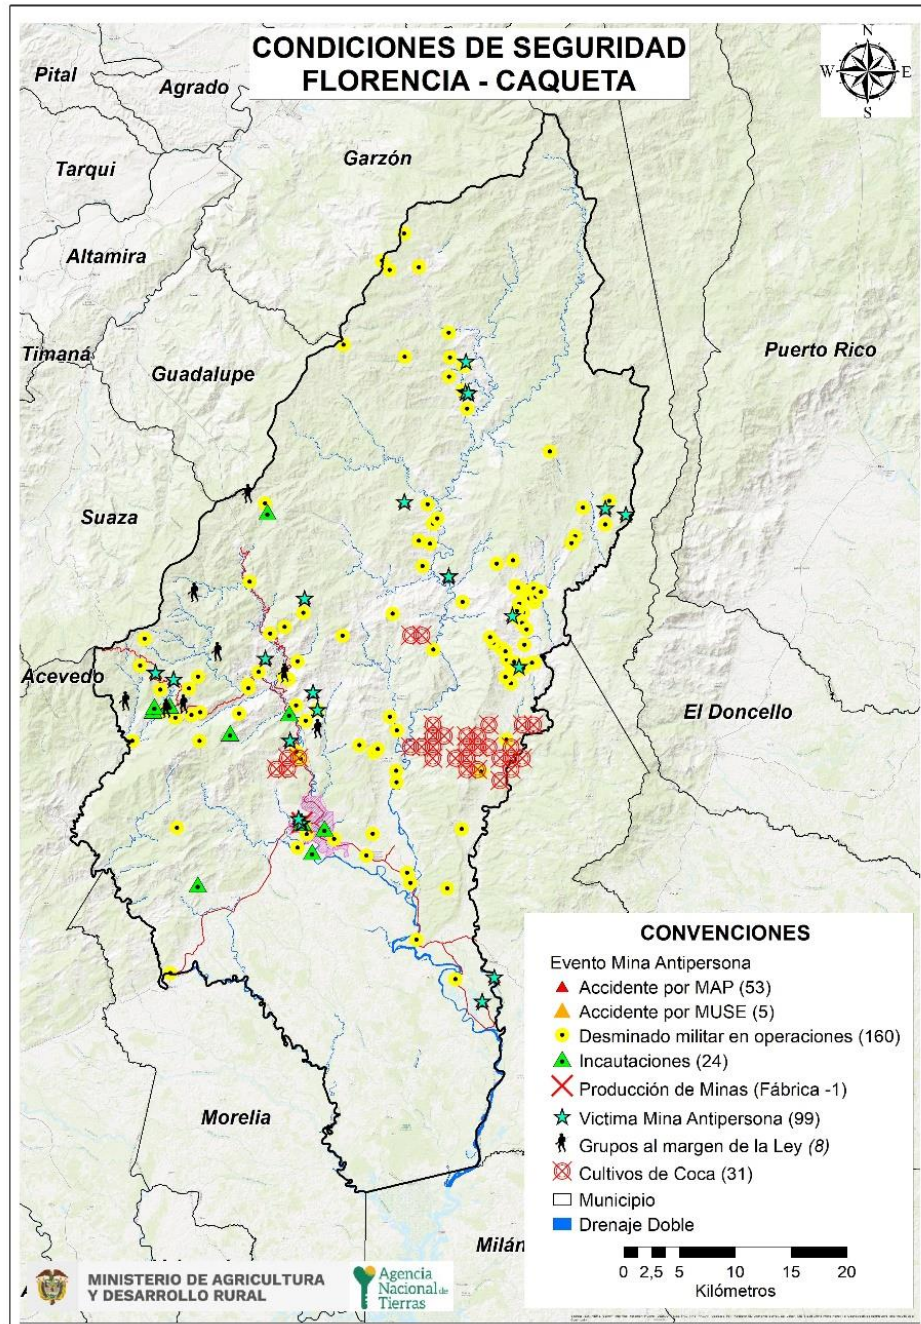 CONDICIONES DE SEGURIDAD
FLORENCIA - CAQUETA
N
W
E
S
Pital
Agrado
Garzón
Tarqui
Altamira
Timaná
Guadalupe
Puerto Rico
Suaza
Acevedo
El Doncello
Morelia
Milán
CONVENCIONES
Evento Mina Antipersona
Accidente por MAP (53)
Accidente por MUSE (5)
Desminado militar en operaciones (160)
Incautaciones (24)
Producción de Minas (Fábrica -1)
Victima Mina Antipersona (99)
Grupos al margen de la Ley (8)
Cultivos de Coca (31)
Municipio
Drenaje Doble
0 2,5 5 10 15 20
Kilómetros
MINISTERIO DE AGRICULTURA
Y DESARROLLO RURAL
Agencia
Nacional de
Tierras